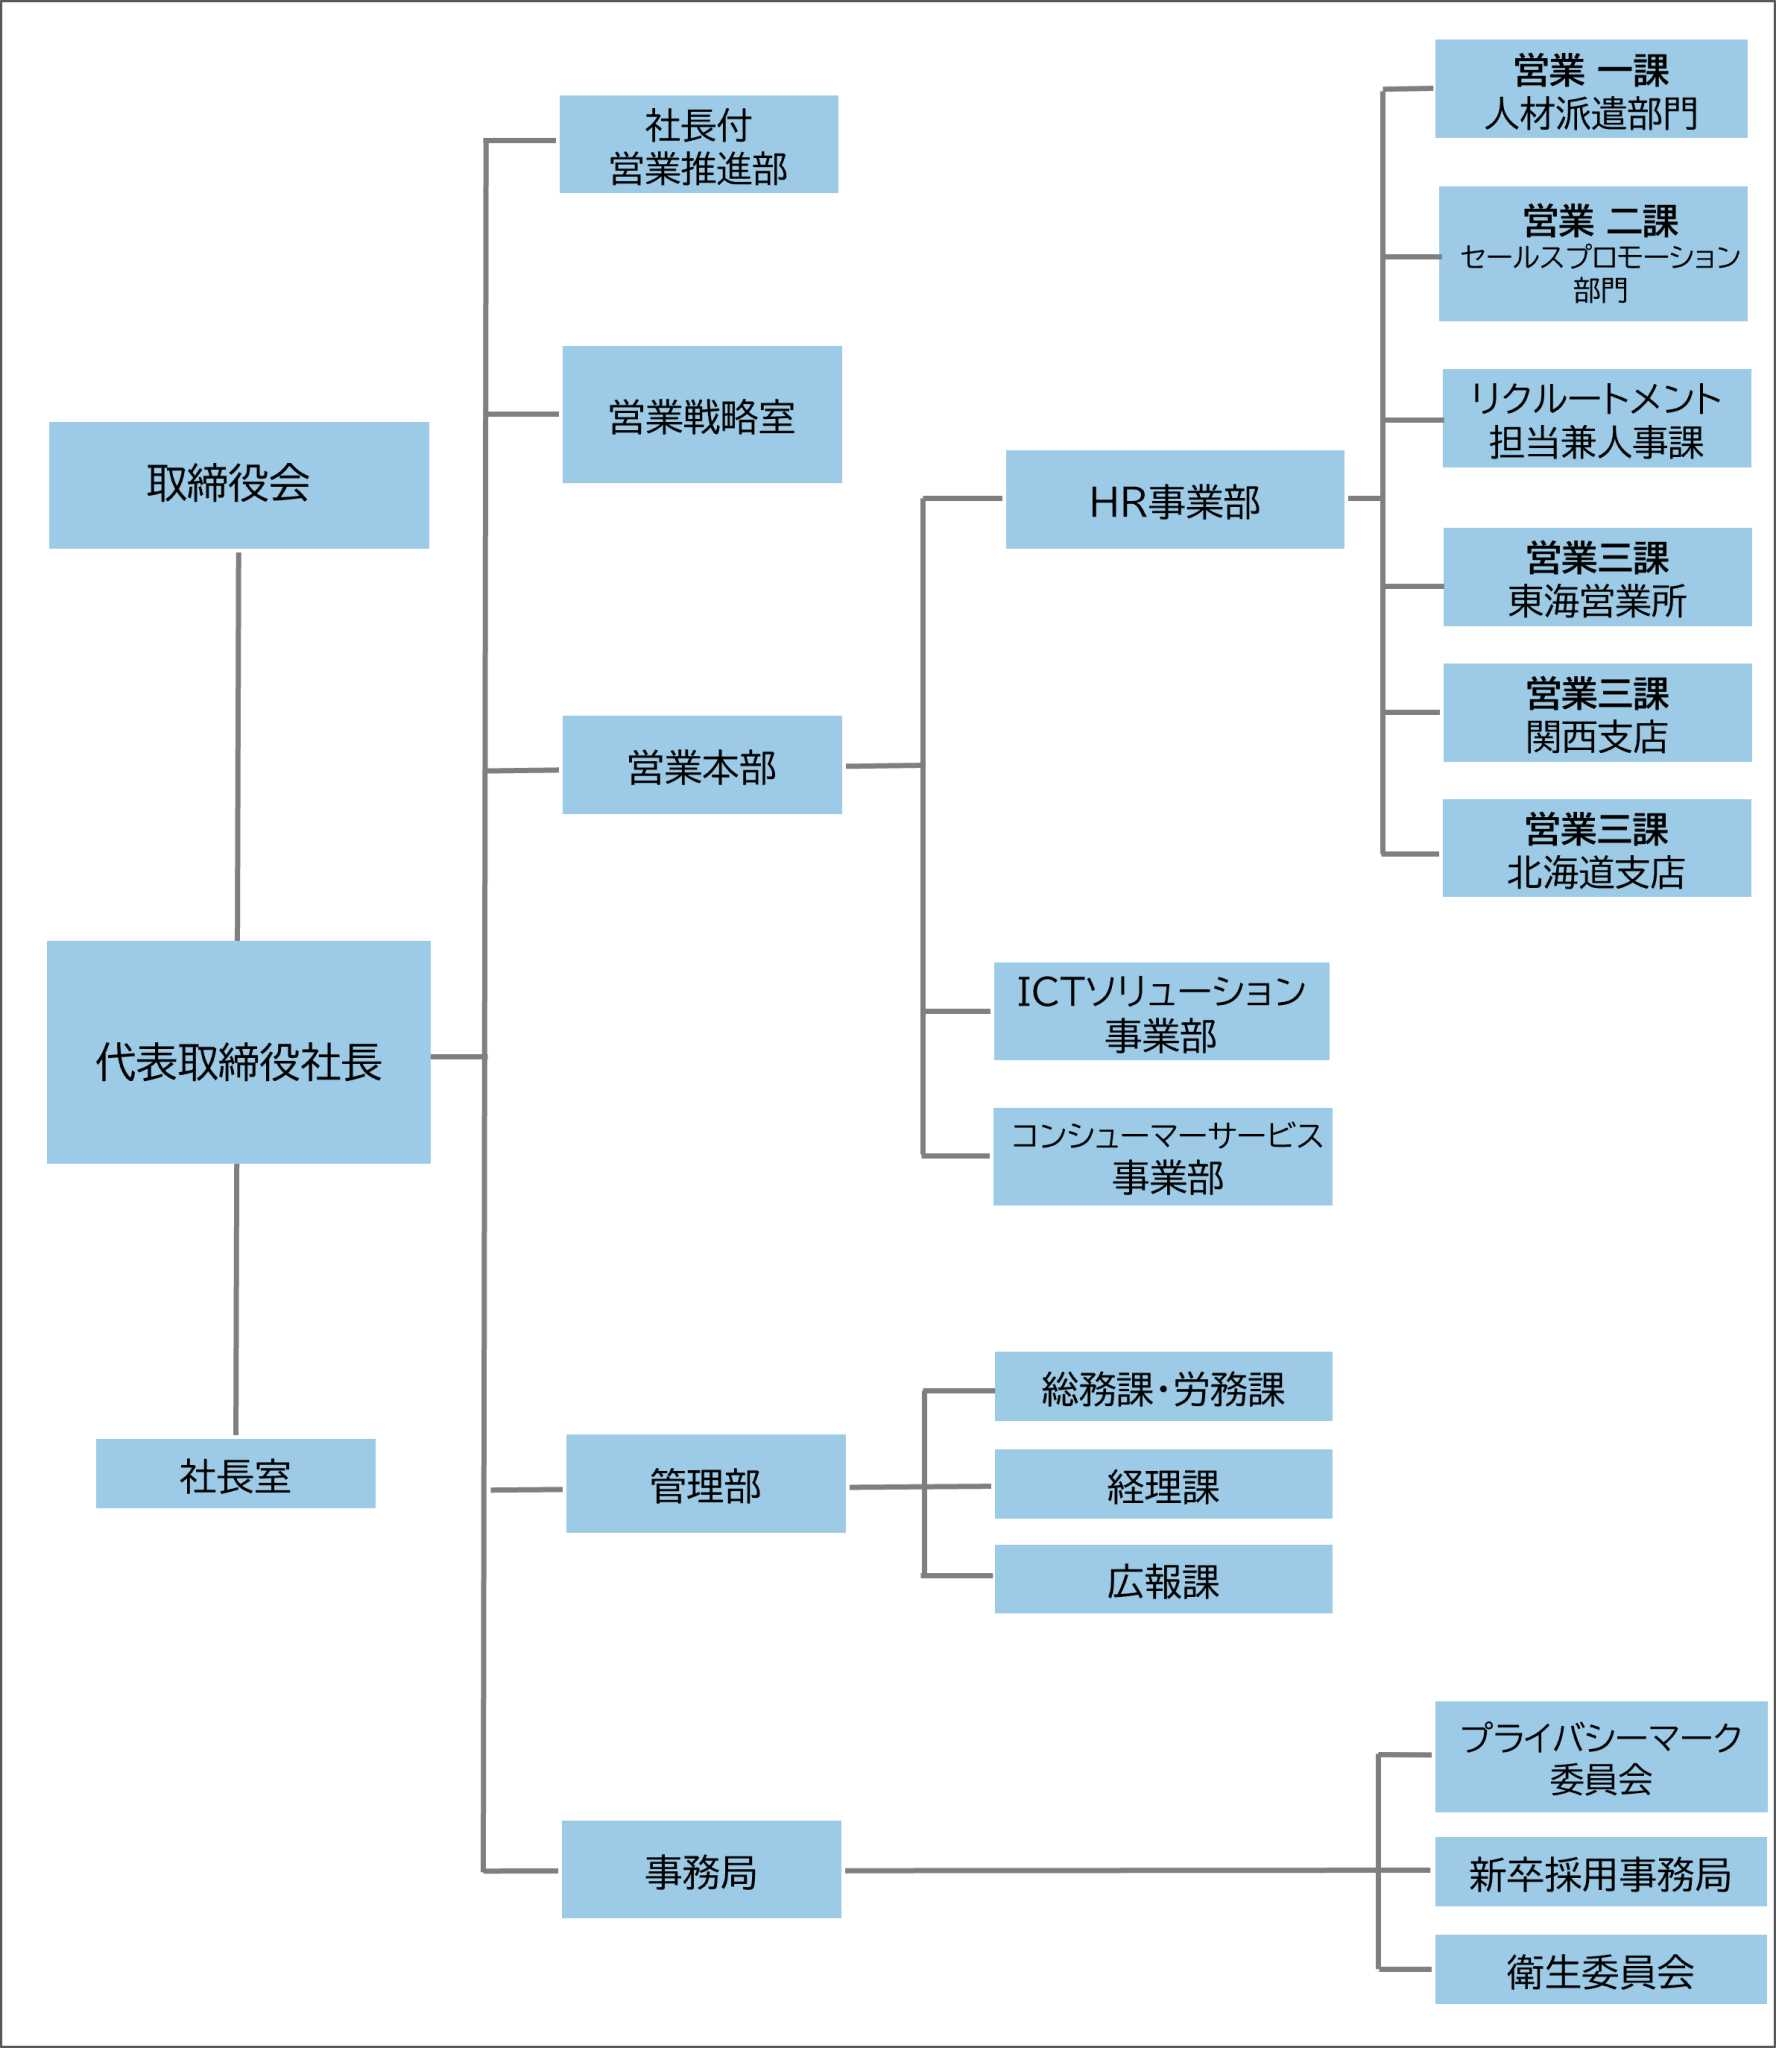 取締役会
代表取締役社長
社長室
社長付
営業推進部
営業戦略室
営業本部
HR事業部
営業 一課
人材派遣部門
営業 二課
セールスプロモーション
部門
リクルートメント
担当兼人事課
営業三課
東海営業所
営業三課
関西支店
営業三課
北海道支店
ICTソリューション
事業部
コンシューマーサービス
事業部
管理部
総務課・労務課
経理課
広報課
事務局
プライバシーマーク
委員会
新卒採用事務局
衛生委員会